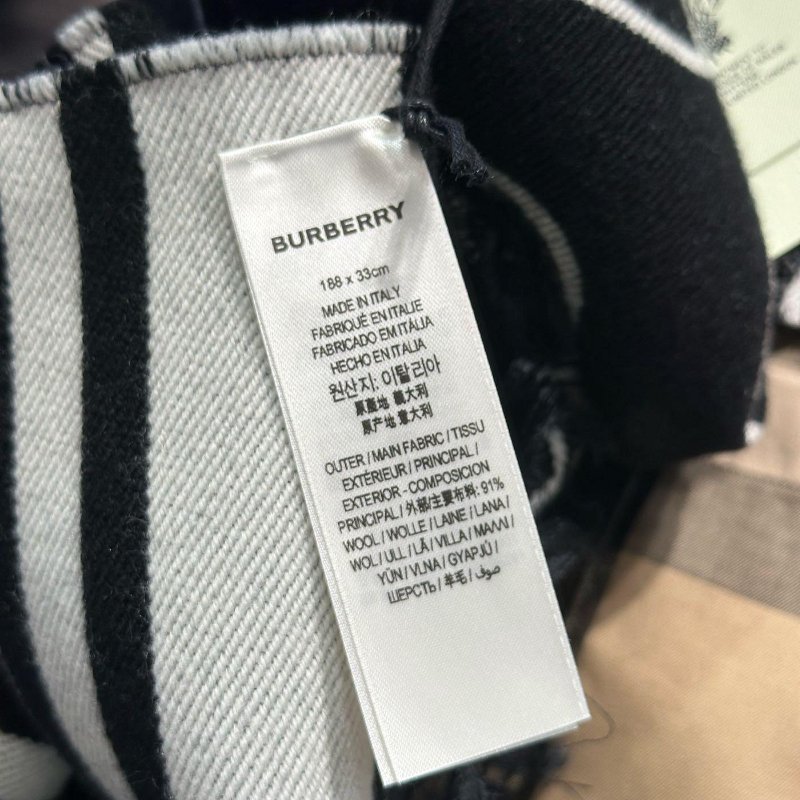 BURBERRY
188 x 33cm
MADE IN ITALY
FABRIQUÉ EN ITALIE
FABRICADO EM ITÁLIA
HECHO EN ITALIA
원산지: 이탈리아
原產地 義大利
原产地 意大利
OUTER / MAIN FABRIC / TISSU
EXTÉRIEUR / PRINCIPAL /
EXTERIOR - COMPOSICION
PRINCIPAL / 外部/主要布料: 91%
WOOL / WOLLE / LAINE / LANA /
WOL / ULL / LÃ / VILLA / ΜΑΛΛΙ /
YÜN / VLNA / GYAPJÚ /
ШЕРСТЬ / 羊毛 / صوف